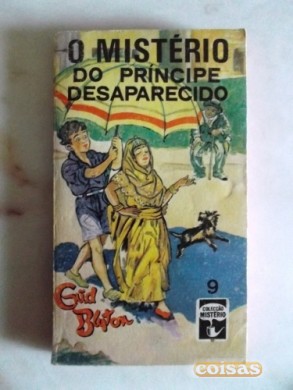 O MISTÉRIO
DO PRÍNCIPE
DESAPARECIDO
Enid
Blyton
9
COLECÇÃO
MISTÉRIO
coisas